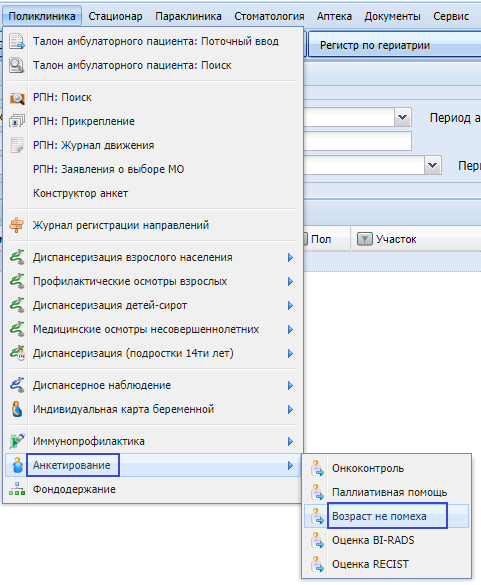 Поликлиника Стационар Параклиника Стоматология Аптека Документы Сервис
Талон амбулаторного пациента: Поточный ввод
Регистр по гериатрии
Талон амбулаторного пациента: Поиск
РПН: Поиск
РПН: Прикрепление
Период а
РПН: Журнал движения
РПН: Заявления о выборе МО
Пери
Конструктор анкет
Журнал регистрации направлений
Пол
Участок
Диспансеризация взрослого населения
Профилактические осмотры взрослых
Диспансеризация детей-сирот
Медицинские осмотры несовершеннолетних
Диспансеризация (подростки 14ти лет)
Диспансерное наблюдение
Индивидуальная карта беременной
Иммунопрофилактика
Анкетирование
Фондодержание
Онкоконтроль
Паллиативная помощь
Возраст не помеха
Оценка BI-RADS
Оценка RECIST